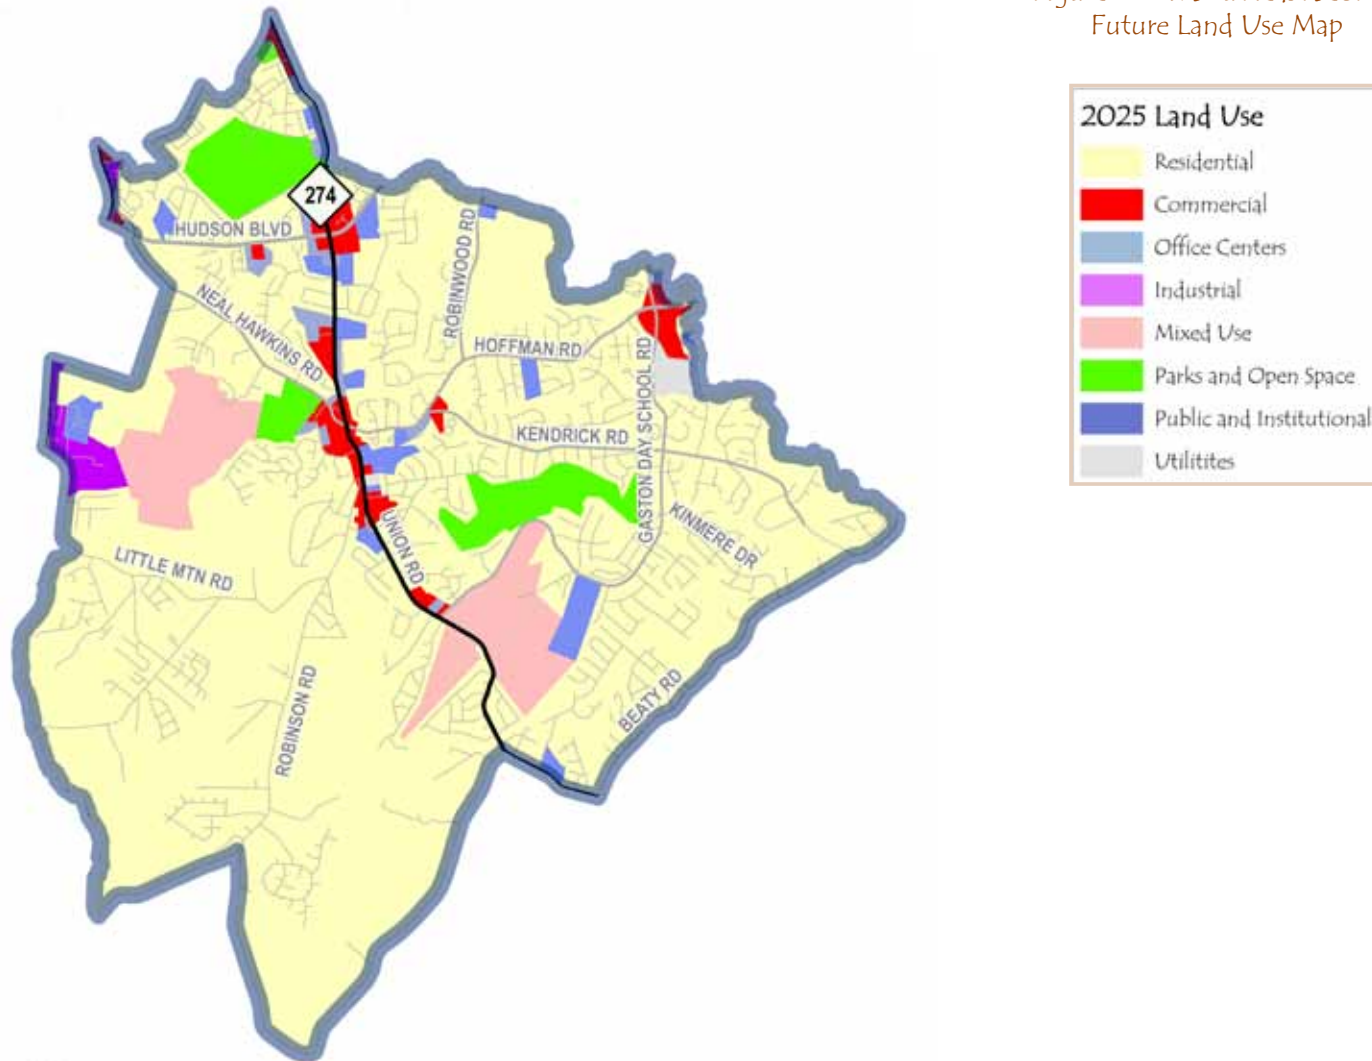 Future Land Use Map
2025 Land Use
Residential
Commercial
Office Centers
Industrial
Mixed Use
Parks and Open Space
Public and Institutional
Utilitites
274
HUDSON BLVD
ROBINWOOD RD
NEAL HAWKINS RD
HOFFMAN RD
GASTON DAY SCHOOL RD
KENDRICK RD
KINMERE DR
UNION RD
LITTLE MTN RD
ROBINSON RD
BEATY RD